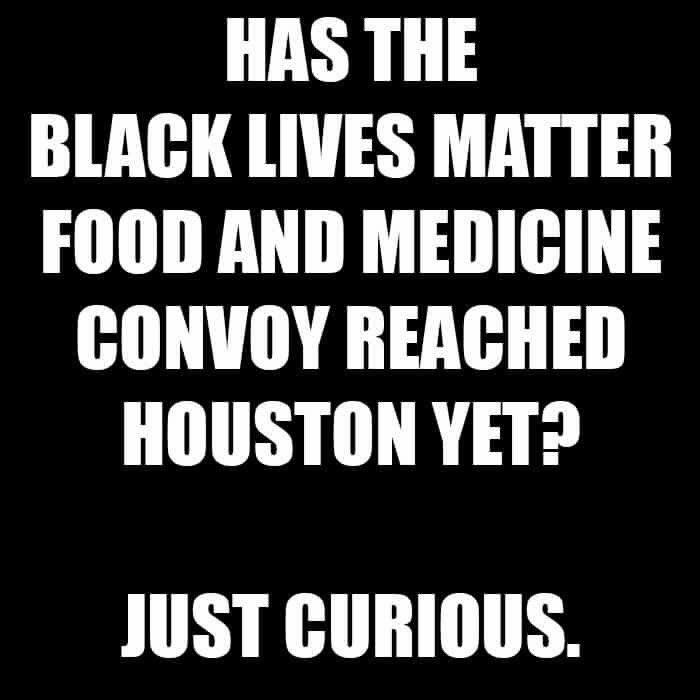 HAS THE
BLACK LIVES MATTER
FOOD AND MEDICINE
CONVOY REACHED
HOUSTON YET?
JUST CURIOUS.